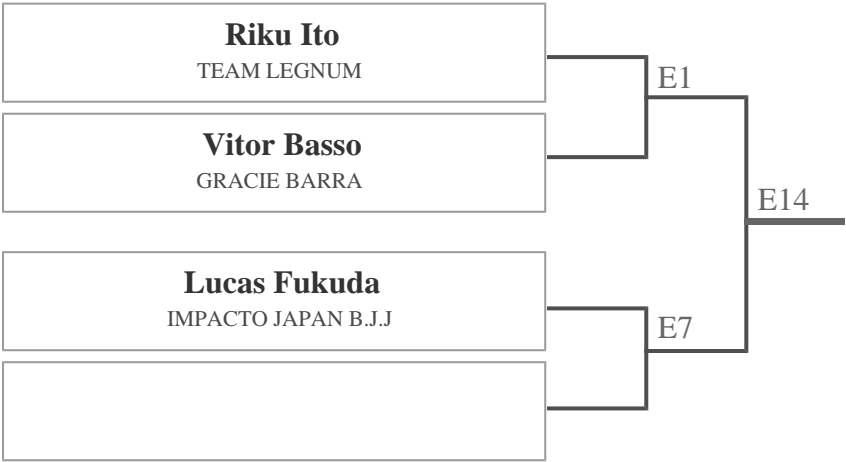 Riku Ito
TEAM LEGNUM
E1
Vitor Basso
GRACIE BARRA
E14
Lucas Fukuda
IMPACTO JAPAN B.J.J
E7